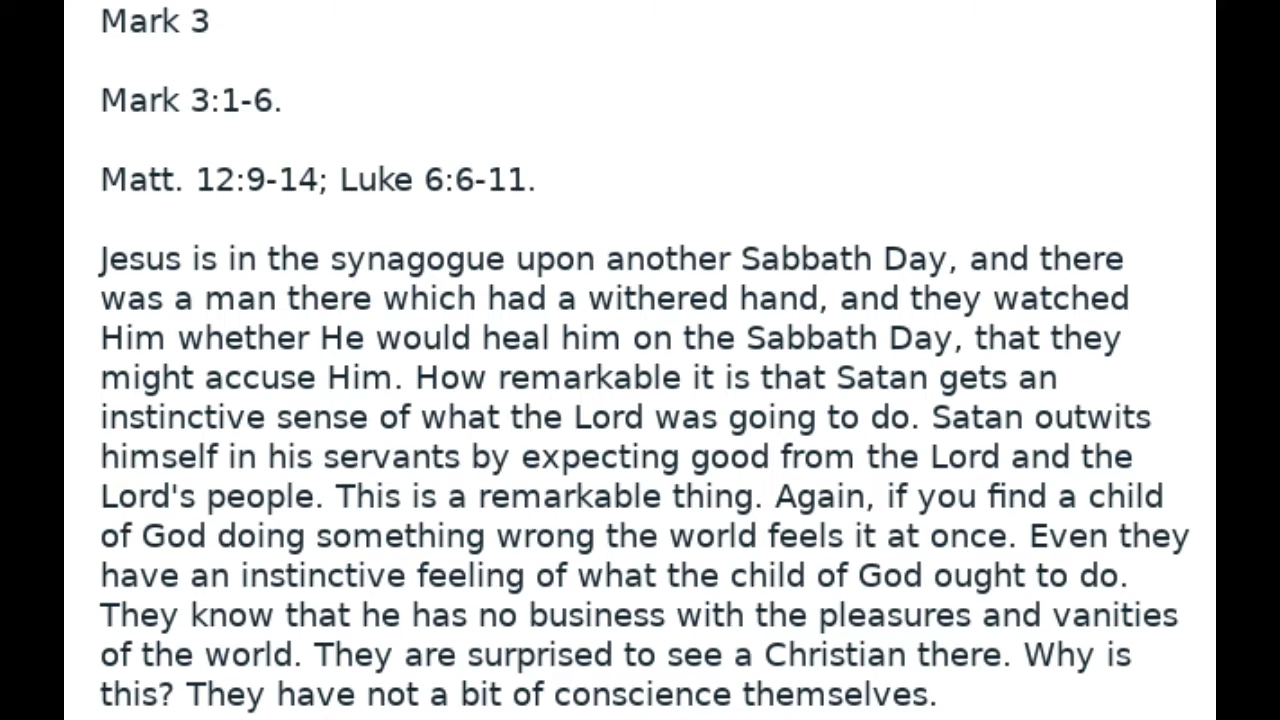 Mark 3
Mark 3:1-6.
Matt. 12:9-14; Luke 6:6-11.
Jesus is in the synagogue upon another Sabbath Day, and there
was a man there which had a withered hand, and they watched
Him whether He would heal him on the Sabbath Day, that they
might accuse Him. How remarkable it is that Satan gets an
instinctive sense of what the Lord was going to do. Satan outwits
himself in his servants by expecting good from the Lord and the
Lord's people. This is a remarkable thing. Again, if you find a child
of God doing something wrong the world feels it at once. Even they
have an instinctive feeling of what the child of God ought to do.
They know that he has no business with the pleasures and vanities
of the world. They are surprised to see a Christian there. Why is
this? They have not a bit of conscience themselves.